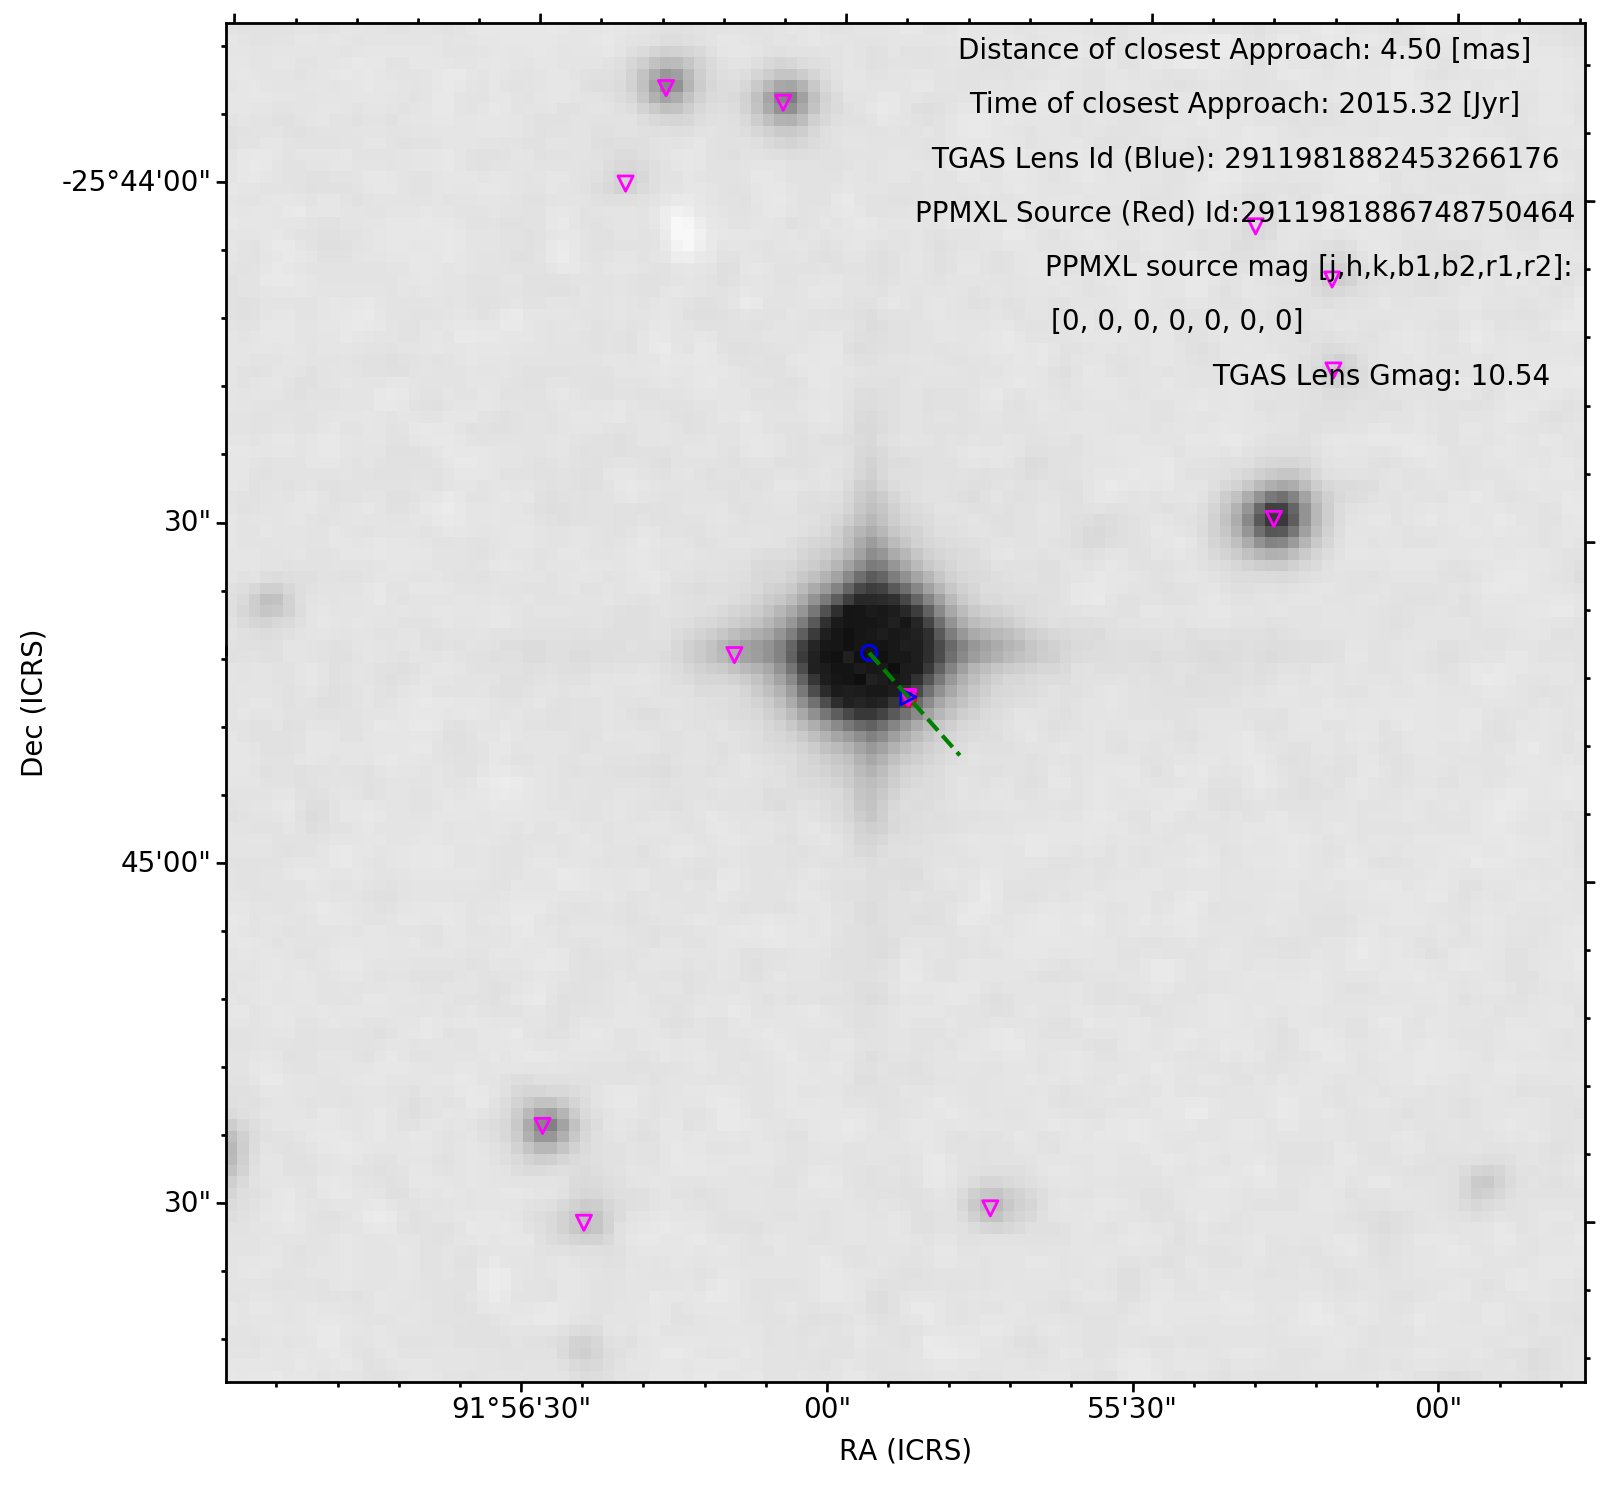 Distance of closest Approach: 4.50 [mas]
Time of closest Approach: 2015.32 [Jyr]
TGAS Lens Id (Blue): 2911981882453266176
PPMXL Source (Red) Id:2911981886748750464
PPMXL source mag [j,h,k,b1,b2,r1,r2]:
[0, 0, 0, 0, 0, 0, 0]
TGAS Lens Gmag: 10.54
-25°44'00"
30"
45'00"
30"
Dec (ICRS)
91°56'30" 00" 55'30" 00"
RA (ICRS)